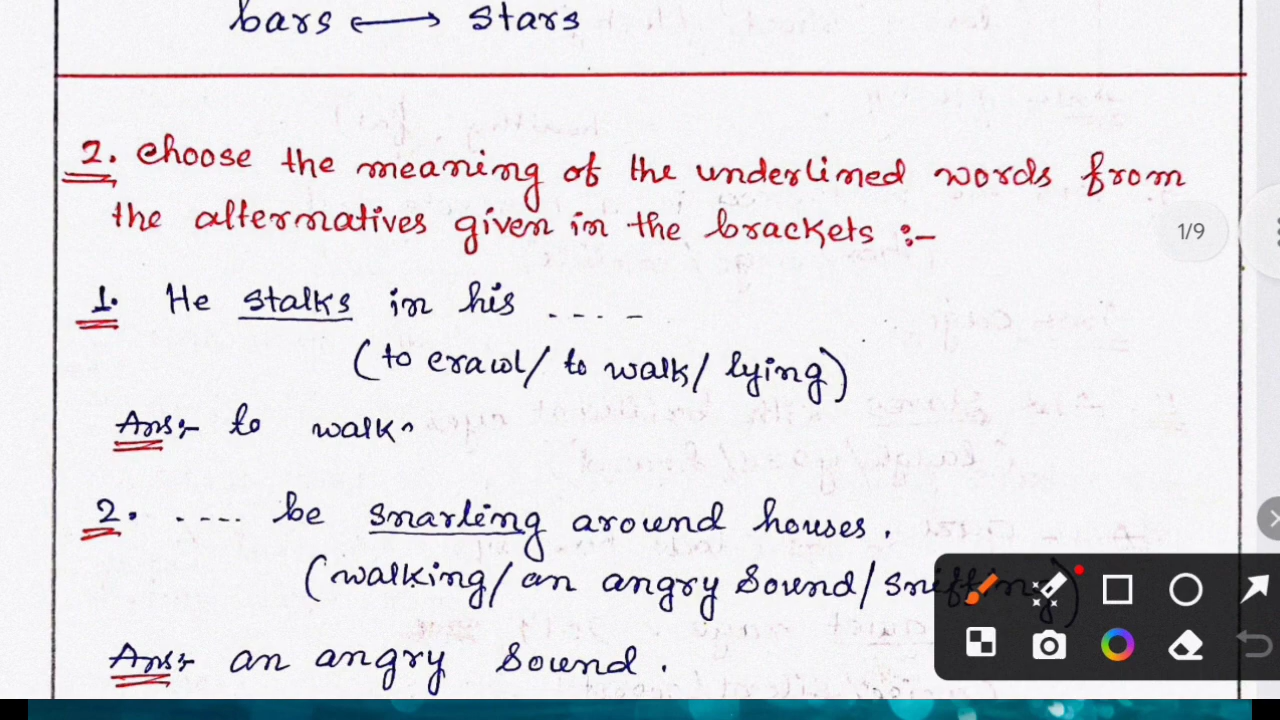 bars ⟷ stars
2. Choose the meaning of the underlined words from
the alternatives given in the brackets :-
1/9
1. He stalks in his ....
(to crawl/ to walk/ lying)
Ans:- to walk.
2. .... be snarling around houses.
(walking/ an angry sound/ sniffing)
Ans:- an angry sound.